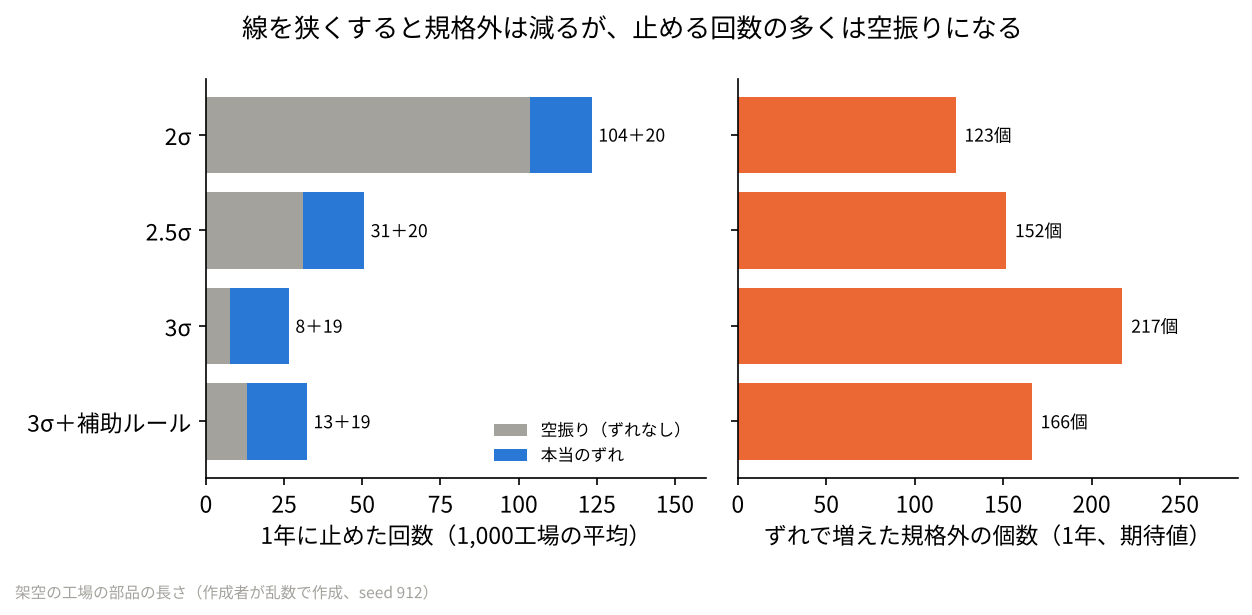 線を狭くすると規格外は減るが、止める回数の多くは空振りになる
2σ
2.5σ
3σ
3σ＋補助ルール
104＋20
31＋20
8＋19
13＋19
空振り（ずれなし）
本当のずれ
0 25 50 75 100 125 150
1年に止めた回数（1,000工場の平均）
123個
152個
217個
166個
0 50 100 150 200 250
ずれで増えた規格外の個数（1年、期待値）
架空の工場の部品の長さ（作成者が乱数で作成、seed 912）